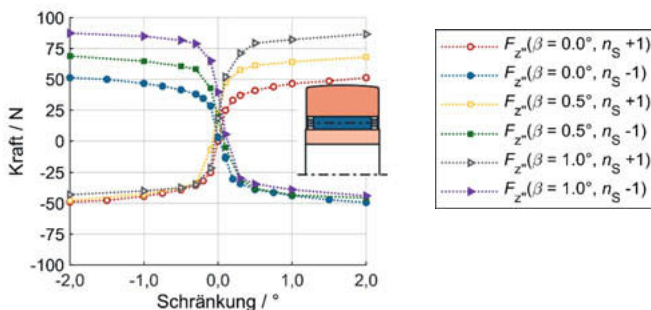 100
75
50
25
0
-25
-50
-75
-100
-2,0 -1,0 0,0 1,0 2,0
Kraft / N
Schränkung / °
F_z"(β = 0.0°, n_S +1)
F_z"(β = 0.0°, n_S -1)
F_z"(β = 0.5°, n_S +1)
F_z"(β = 0.5°, n_S -1)
F_z"(β = 1.0°, n_S +1)
F_z"(β = 1.0°, n_S -1)